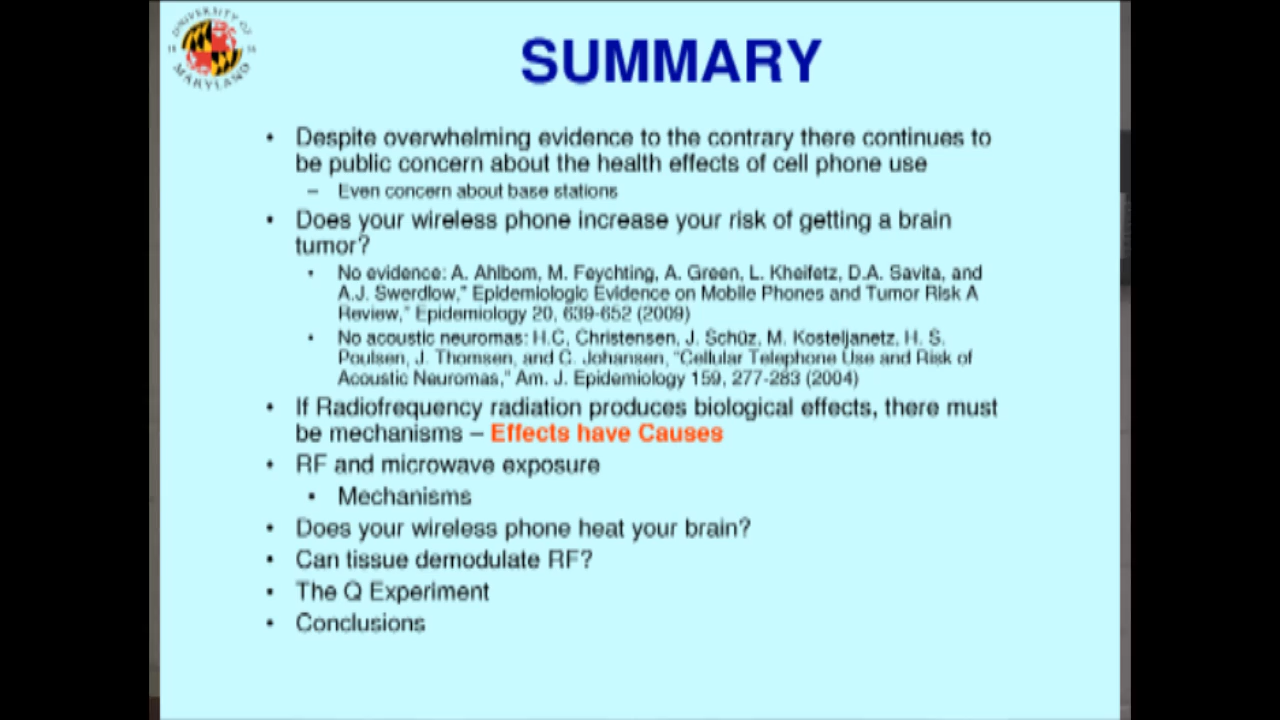 UNIVERSITY OF
18 56
MARYLAND
SUMMARY
• Despite overwhelming evidence to the contrary there continues to
be public concern about the health effects of cell phone use
– Even concern about base stations
• Does your wireless phone increase your risk of getting a brain
tumor?
• No evidence: A. Ahlbom, M. Feychting, A. Green, L. Kheifetz, D.A. Savita, and
A.J. Swerdlow," Epidemiologic Evidence on Mobile Phones and Tumor Risk A
Review," Epidemiology 20, 639-652 (2009)
• No acoustic neuromas: H.C. Christensen, J. Schüz, M. Kosteljanetz, H. S.
Poulsen, J. Thomsen, and C. Johansen, "Cellular Telephone Use and Risk of
Acoustic Neuromas," Am. J. Epidemiology 159, 277-283 (2004)
• If Radiofrequency radiation produces biological effects, there must
be mechanisms – Effects have Causes
• RF and microwave exposure
• Mechanisms
• Does your wireless phone heat your brain?
• Can tissue demodulate RF?
• The Q Experiment
• Conclusions